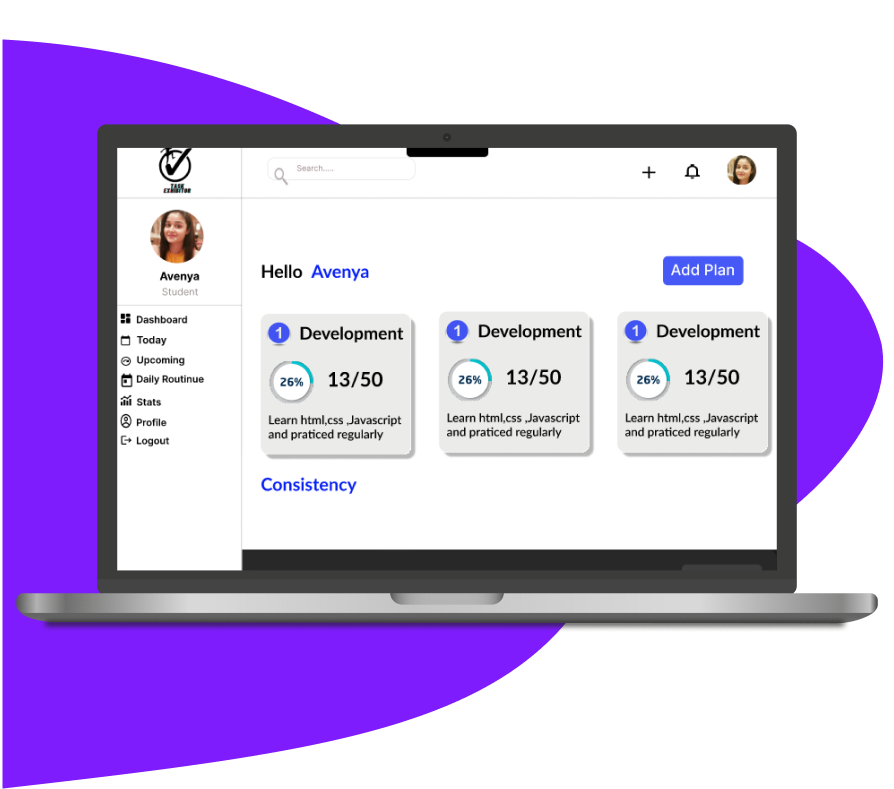 TASK
EXHIBITOR
Search.....
Avenya
Student
Dashboard
Today
Upcoming
Daily Routinue
Stats
Profile
Logout
Hello Avenya
Add Plan
1 Development
26% 13/50
Learn html,css ,Javascript
and praticed regularly
1 Development
26% 13/50
Learn html,css ,Javascript
and praticed regularly
1 Development
26% 13/50
Learn html,css ,Javascript
and praticed regularly
Consistency